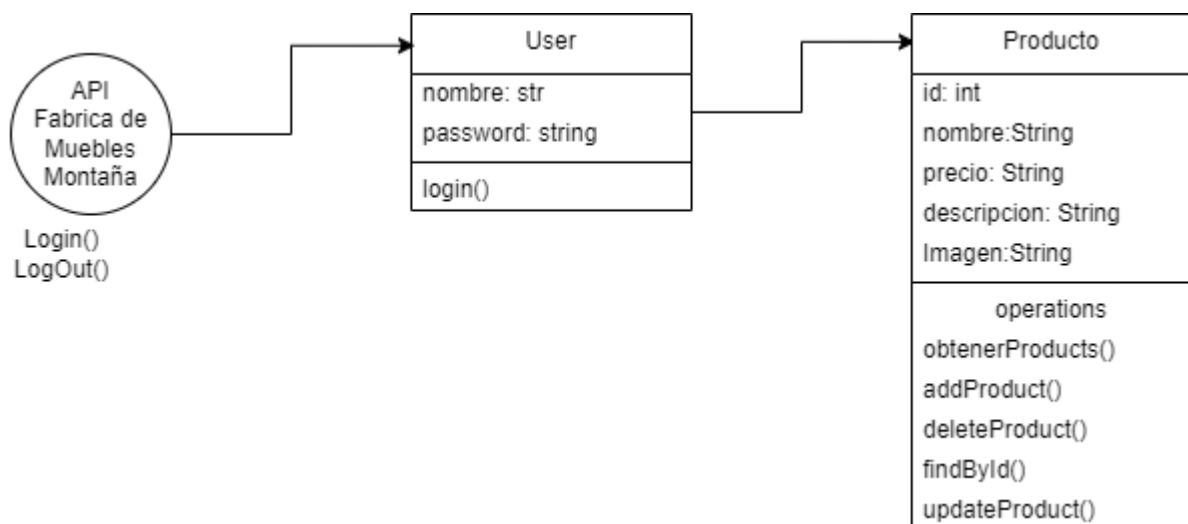 API
Fabrica de
Muebles
Montaña
Login()
LogOut()
User
nombre: str
password: string
login()
Producto
id: int
nombre:String
precio: String
descripcion: String
Imagen:String
operations
obtenerProducts()
addProduct()
deleteProduct()
findById()
updateProduct()